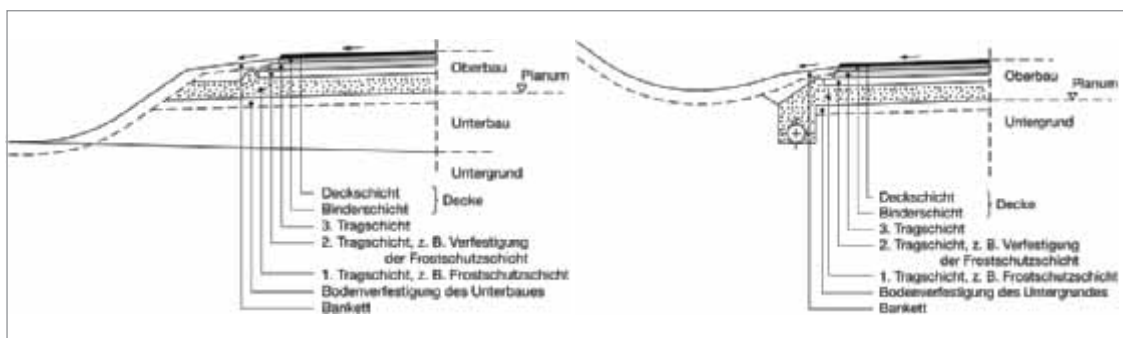 Oberbau
Planum
Unterbau
Untergrund
Deckschicht
Binderschicht
Decke
3. Tragschicht
2. Tragschicht, z. B. Verfestigung
der Frostschutzschicht
1. Tragschicht, z. B. Frostschutzschicht
Bodenverfestigung des Unterbaues
Bankett
Oberbau
Planum
Untergrund
Deckschicht
Binderschicht
Decke
3. Tragschicht
2. Tragschicht, z. B. Verfestigung
der Frostschutzschicht
1. Tragschicht, z. B. Frostschutzschicht
Bodenverfestigung des Untergrundes
Bankett